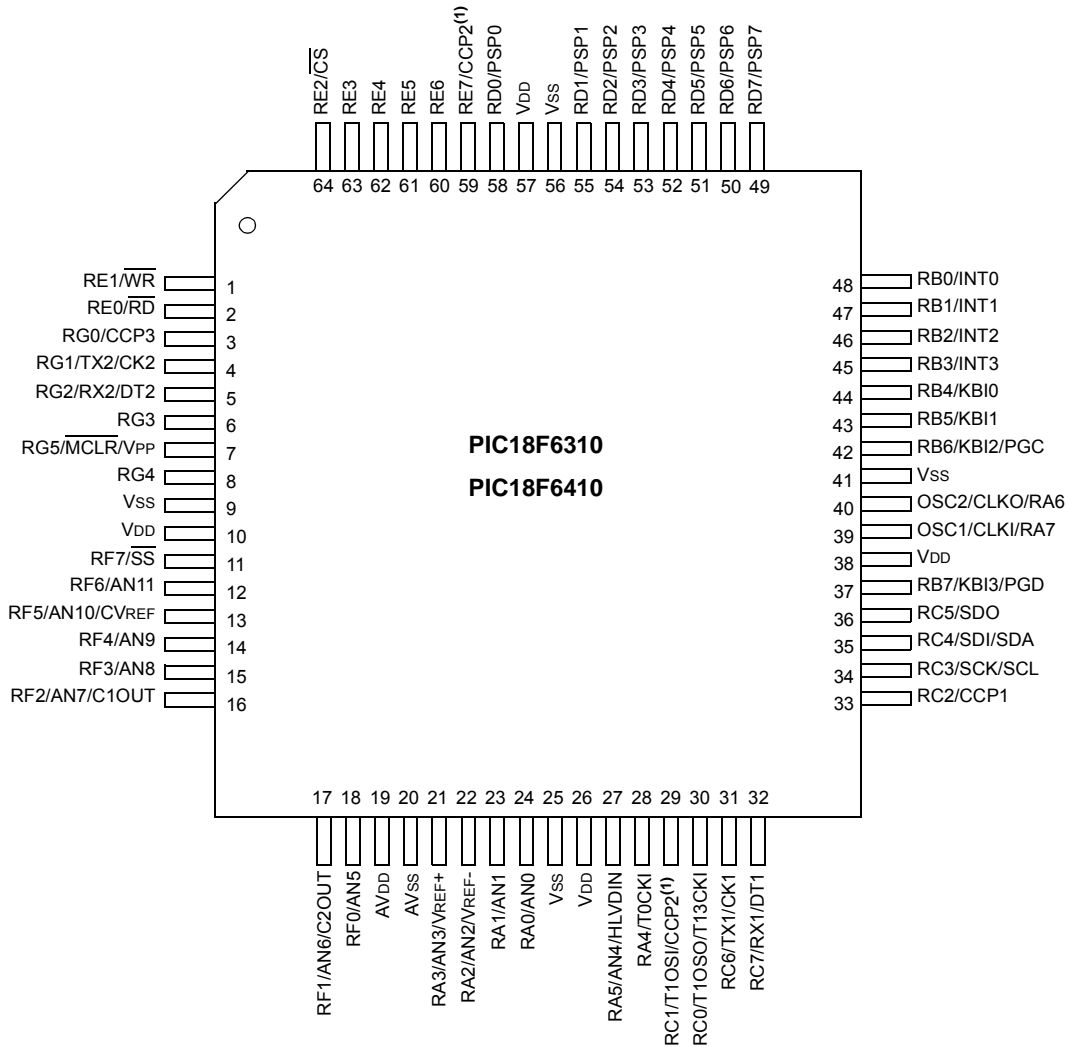 RE2/C̅S̅
RE3
RE4
RE5
RE6
RE7/CCP2(1)
RD0/PSP0
VDD
VSS
RD1/PSP1
RD2/PSP2
RD3/PSP3
RD4/PSP4
RD5/PSP5
RD6/PSP6
RD7/PSP7
64 63 62 61 60 59 58 57 56 55 54 53 52 51 50 49
RE1/W̅R̅ 1
RE0/R̅D̅ 2
RG0/CCP3 3
RG1/TX2/CK2 4
RG2/RX2/DT2 5
RG3 6
RG5/M̅C̅L̅R̅/VPP 7
RG4 8
VSS 9
VDD 10
RF7/S̅S̅ 11
RF6/AN11 12
RF5/AN10/CVREF 13
RF4/AN9 14
RF3/AN8 15
RF2/AN7/C1OUT 16
PIC18F6310
PIC18F6410
48 RB0/INT0
47 RB1/INT1
46 RB2/INT2
45 RB3/INT3
44 RB4/KBI0
43 RB5/KBI1
42 RB6/KBI2/PGC
41 VSS
40 OSC2/CLKO/RA6
39 OSC1/CLKI/RA7
38 VDD
37 RB7/KBI3/PGD
36 RC5/SDO
35 RC4/SDI/SDA
34 RC3/SCK/SCL
33 RC2/CCP1
17 18 19 20 21 22 23 24 25 26 27 28 29 30 31 32
RF1/AN6/C2OUT
RF0/AN5
AVDD
AVSS
RA3/AN3/VREF+
RA2/AN2/VREF-
RA1/AN1
RA0/AN0
VSS
VDD
RA5/AN4/HLVDIN
RA4/T0CKI
RC1/T1OSI/CCP2(1)
RC0/T1OSO/T13CKI
RC6/TX1/CK1
RC7/RX1/DT1